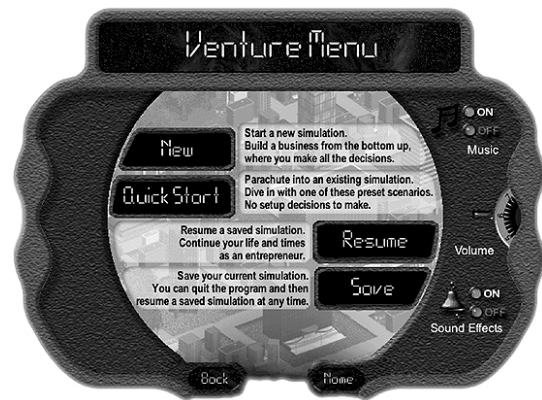 Venture Menu
New
Start a new simulation.
Build a business from the bottom up,
where you make all the decisions.
Quick Start
Parachute into an existing simulation.
Dive in with one of these preset scenarios.
No setup decisions to make.
Resume a saved simulation.
Continue your life and times
as an entrepreneur.
Resume
Save your current simulation.
You can quit the program and then
resume a saved simulation at any time.
Save
ON
OFF
Music
Volume
ON
OFF
Sound Effects
Back
Home